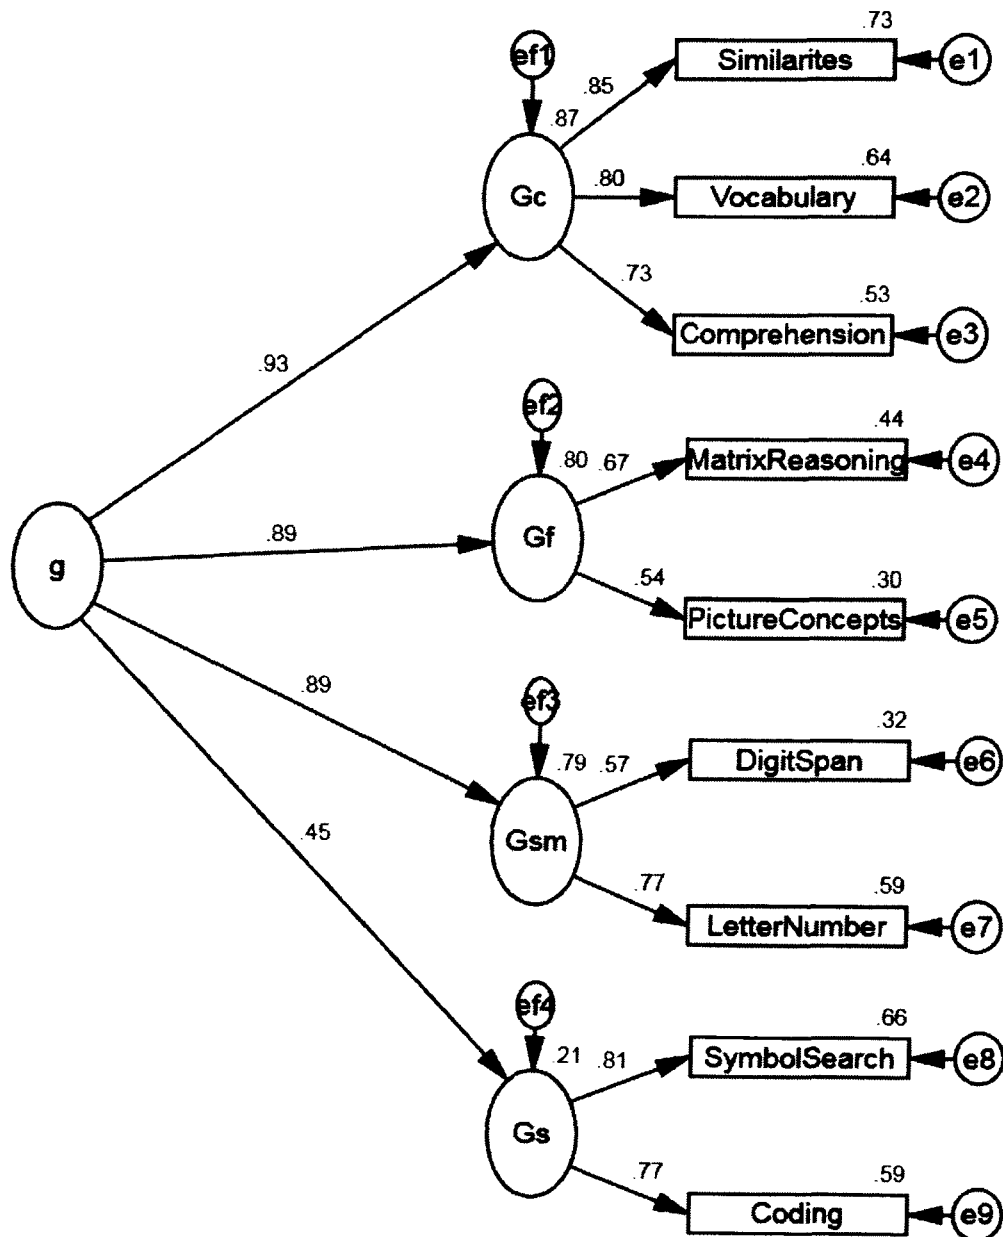 .73
ef1
Similarites
e1
.85
.87
.64
Gc
.80
Vocabulary
e2
.73
.53
Comprehension
e3
.93
ef2
.44
.80
.67
MatrixReasoning
e4
.89
Gf
g
.54
.30
PictureConcepts
e5
.89
ef3
.32
.79
.57
DigitSpan
e6
.45
Gsm
.77
.59
LetterNumber
e7
ef4
.66
.21
.81
SymbolSearch
e8
Gs
.77
.59
Coding
e9